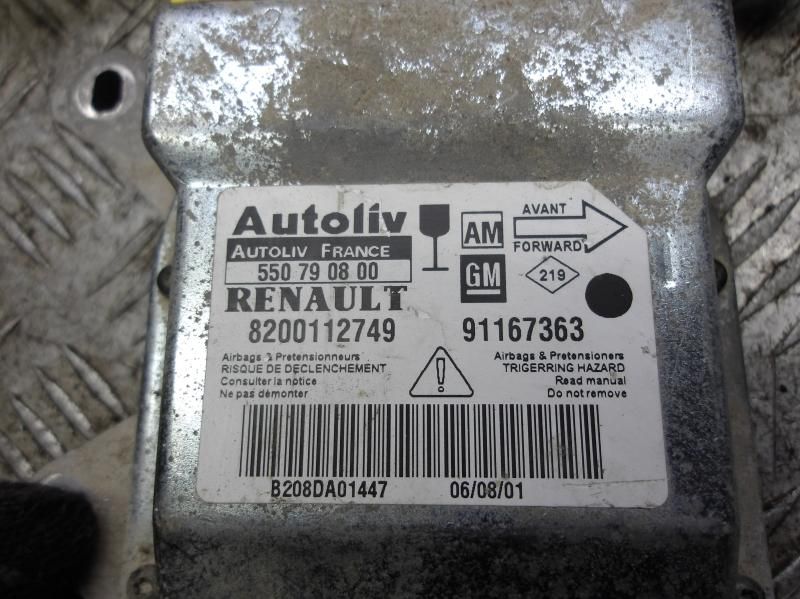 Autoliv
AUTOLIV FRANCE
550 79 08 00
RENAULT
8200112749
AM
GM
AVANT
FORWARD
219
91167363
Airbags & Pretensionneurs
RISQUE DE DECLENCHEMENT
Consulter la notice
Ne pas démonter
Airbags & Pretensioners
TRIGERRING HAZARD
Read manual
Do not remove
B208DA01447 06/08/01